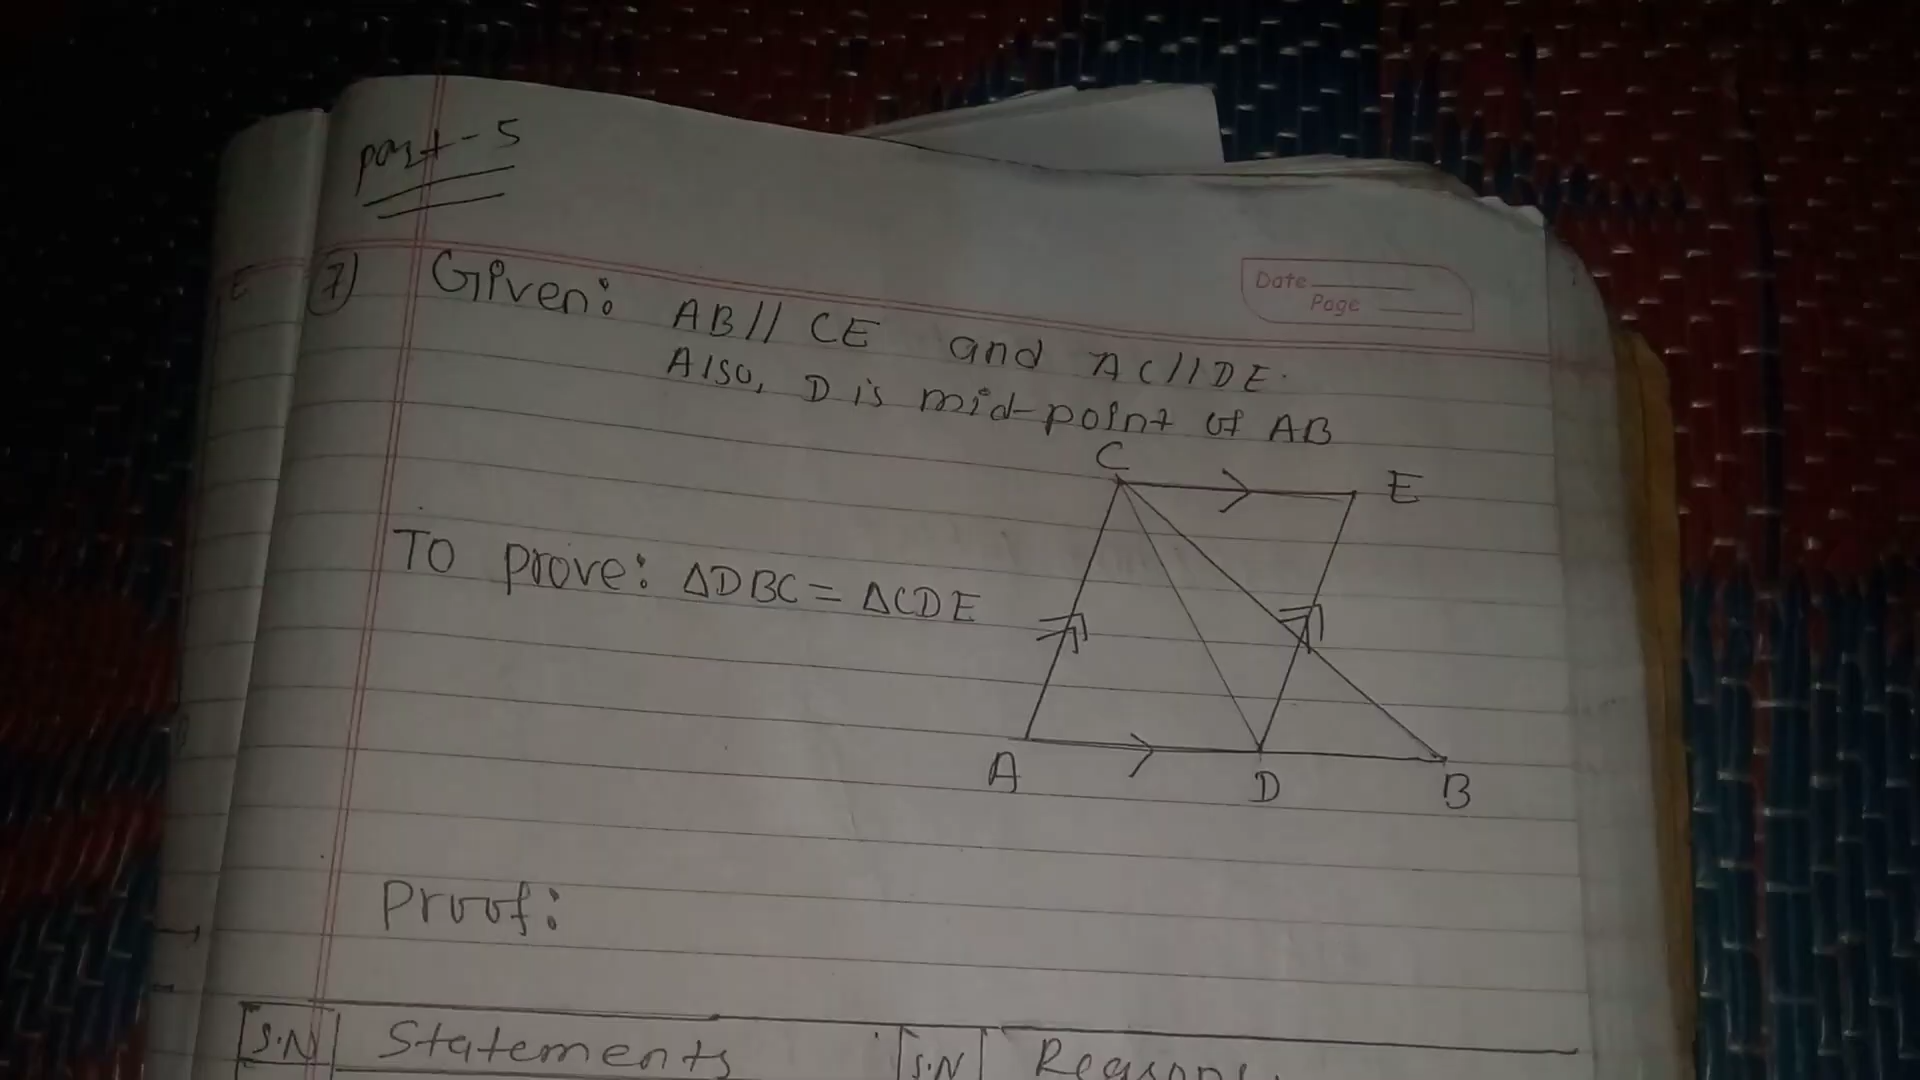 part-5
Date
Page
7) Given: AB// CE and AC//DE.
Also, D is mid-point of AB
C
E
To prove: ΔDBC = ΔCDE
A
D
B
Proof:
S.N Statements S.N Reasons